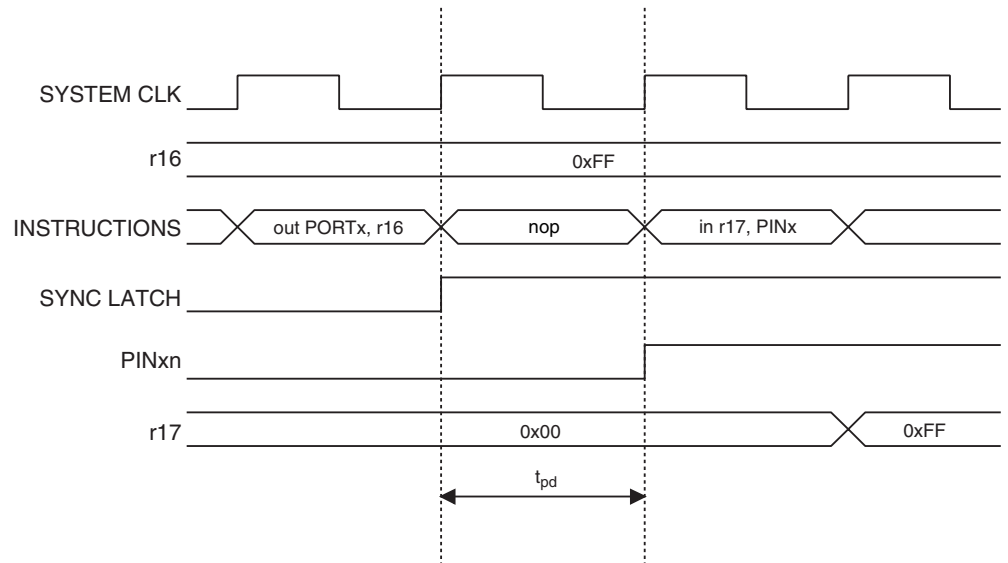 SYSTEM CLK
r16
0xFF
INSTRUCTIONS
out PORTx, r16
nop
in r17, PINx
SYNC LATCH
PINxn
r17
0x00
0xFF
tpd